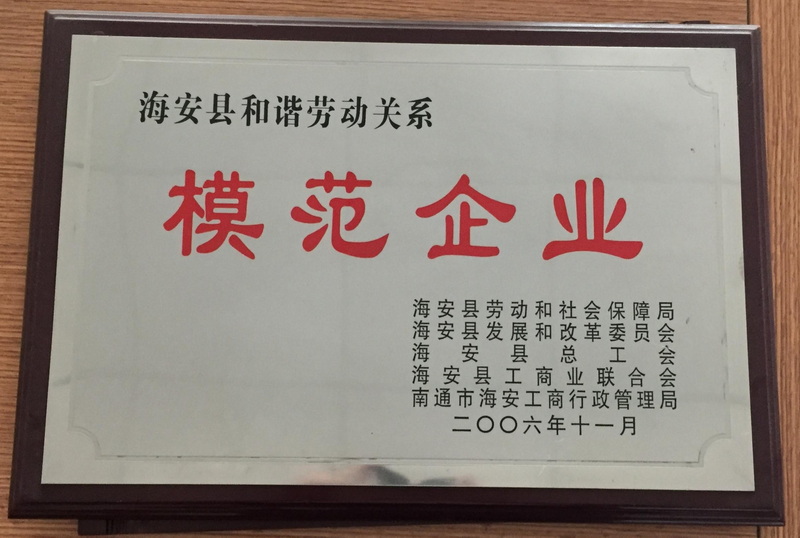 海安县和谐劳动关系
模范企业
海安县劳动和社会保障局
海安县发展和改革委员会
海安县总工会
海安县工商业联合会
南通市海安工商行政管理局
二〇〇六年十一月